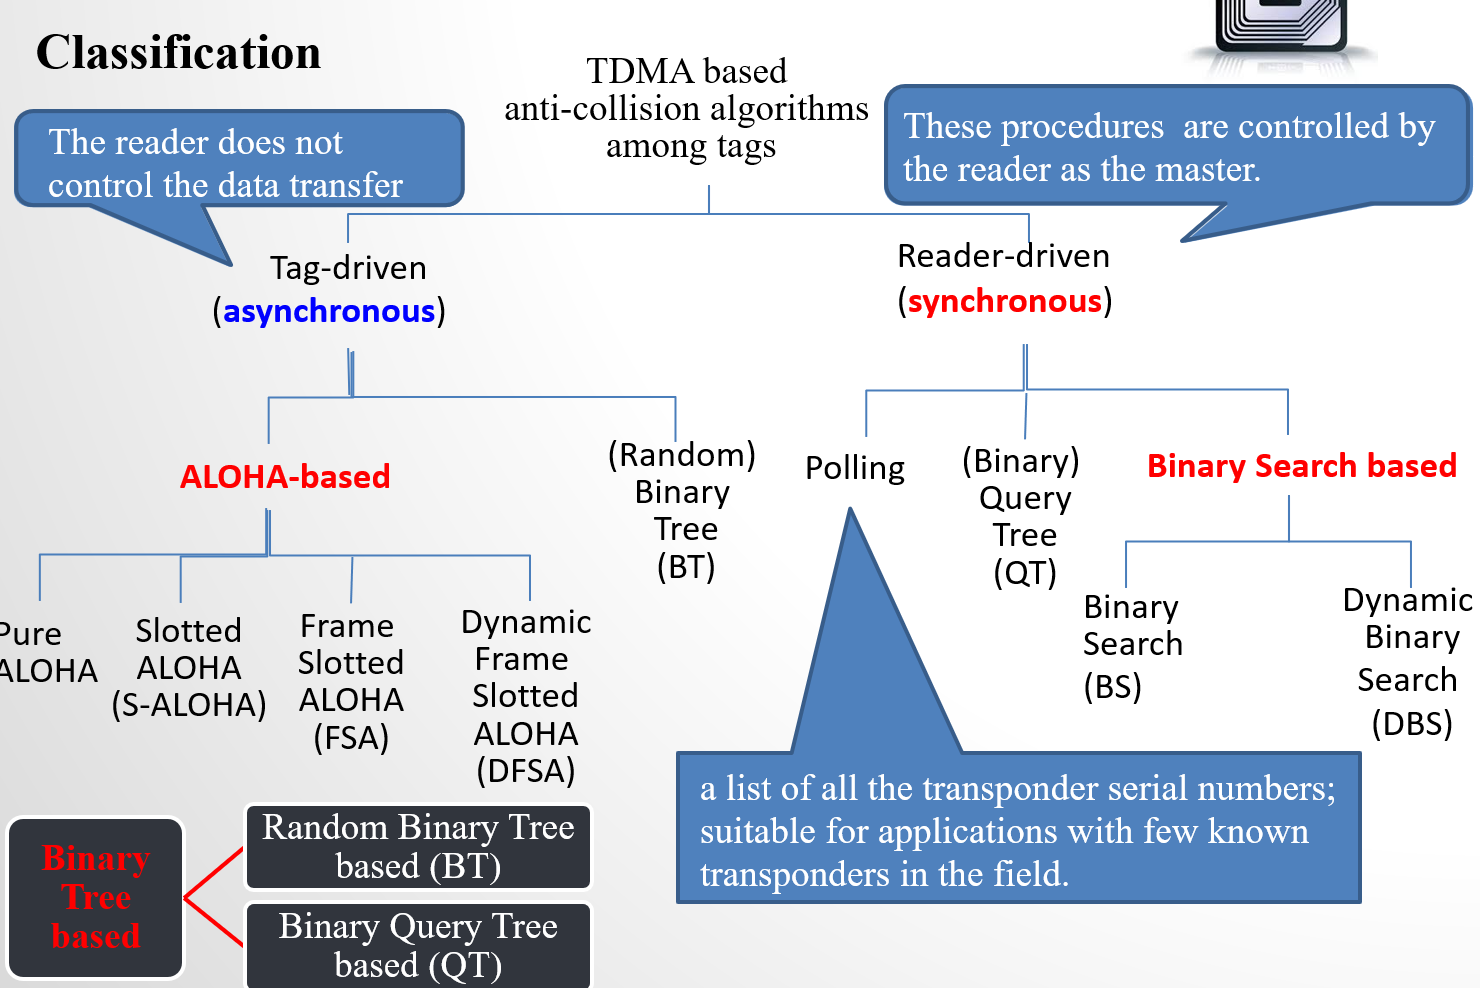 Classification
TDMA based
anti-collision algorithms
among tags
The reader does not
control the data transfer
These procedures are controlled by
the reader as the master.
Tag-driven
(asynchronous)
Reader-driven
(synchronous)
ALOHA-based
(Random)
Binary
Tree
(BT)
Polling
(Binary)
Query
Tree
(QT)
Binary Search based
Pure
ALOHA
Slotted
ALOHA
(S-ALOHA)
Frame
Slotted
ALOHA
(FSA)
Dynamic
Frame
Slotted
ALOHA
(DFSA)
Binary
Search
(BS)
Dynamic
Binary
Search
(DBS)
a list of all the transponder serial numbers;
suitable for applications with few known
transponders in the field.
Binary
Tree
based
Random Binary Tree
based (BT)
Binary Query Tree
based (QT)